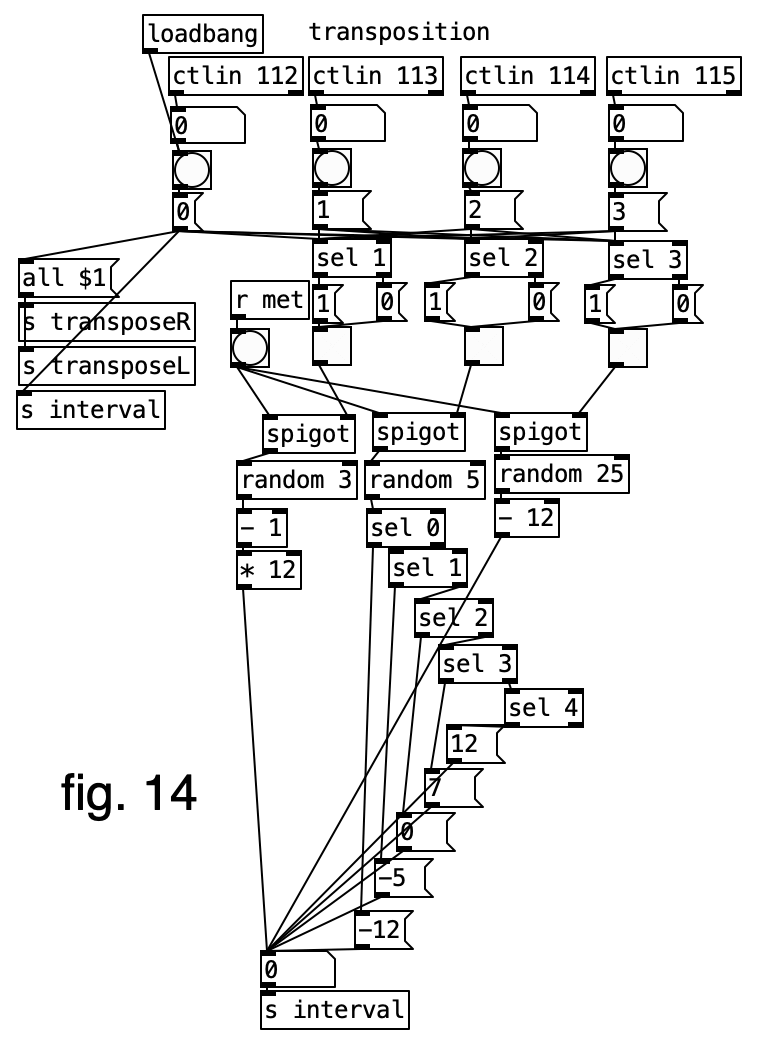 loadbang
transposition
ctlin 112
ctlin 113
ctlin 114
ctlin 115
0
0
0
0
0
1
2
3
sel 1
sel 2
sel 3
all $1
r met
1
0
1
0
1
0
s transposeR
s transposeL
s interval
spigot
spigot
spigot
random 3
random 5
random 25
- 1
sel 0
- 12
* 12
sel 1
sel 2
sel 3
sel 4
12
7
fig. 14
0
-5
-12
0
s interval